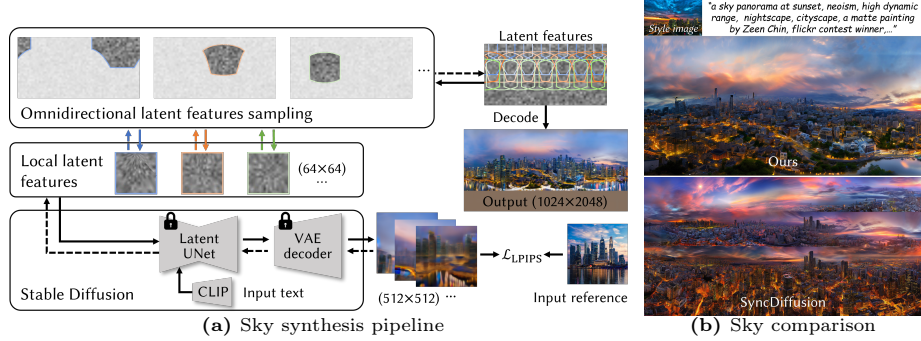 Omnidirectional latent features sampling
...
Latent features
Decode
Output (1024×2048)
Local latent
features
(64×64)
...
Latent
UNet
VAE
decoder
CLIP
Input text
Stable Diffusion
(512×512) ...
ℒLPIPS
Input reference
(a) Sky synthesis pipeline
Style image
"a sky panorama at sunset, neoism, high dynamic
range, nightscape, cityscape, a matte painting
by Zeen Chin, flickr contest winner,..."
Ours
SyncDiffusion
(b) Sky comparison